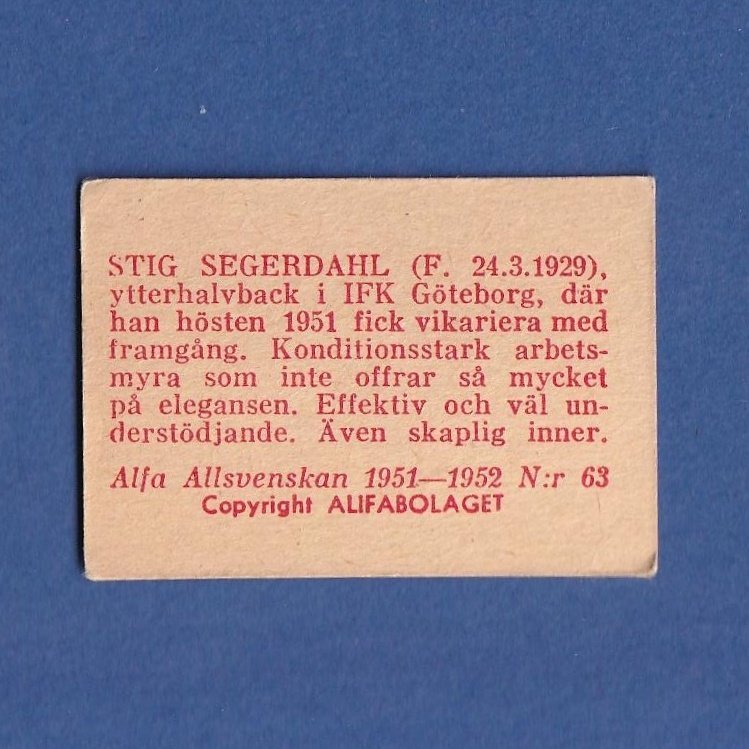 STIG SEGERDAHL (F. 24.3.1929),
ytterhalvback i IFK Göteborg, där
han hösten 1951 fick vikariera med
framgång. Konditionsstark arbets-
myra som inte offrar så mycket
på elegansen. Effektiv och väl un-
derstödjande. Även skaplig inner.
Alfa Allsvenskan 1951—1952 N:r 63
Copyright ALIFABOLAGET